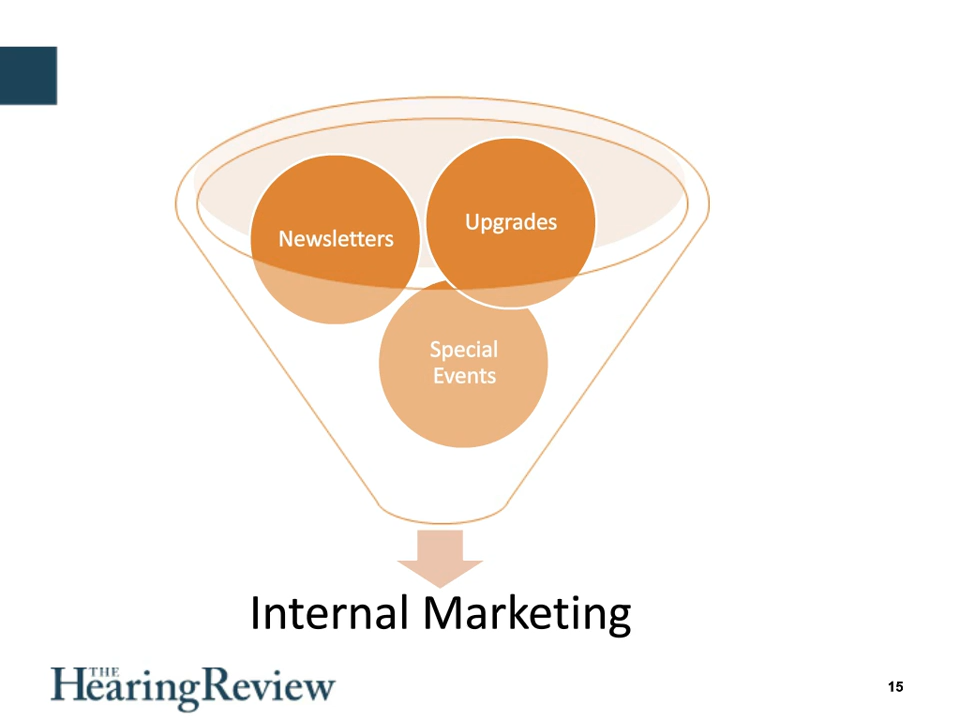 Newsletters
Upgrades
Special
Events
Internal Marketing
THE
HearingReview
15